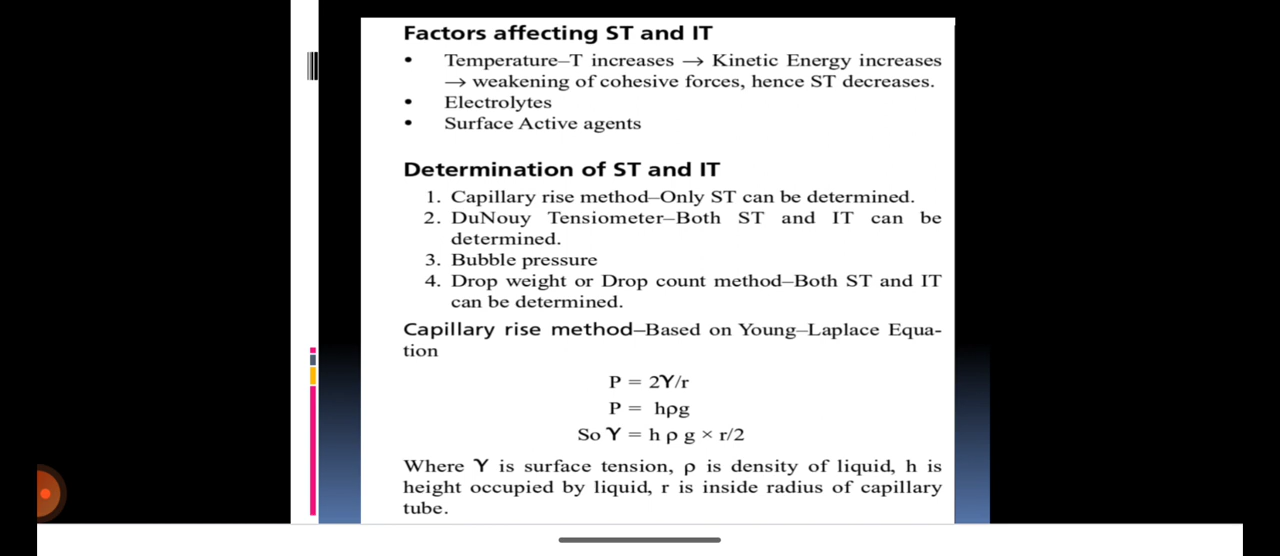 Factors affecting ST and IT
• Temperature–T increases → Kinetic Energy increases
→ weakening of cohesive forces, hence ST decreases.
• Electrolytes
• Surface Active agents
Determination of ST and IT
1. Capillary rise method–Only ST can be determined.
2. DuNouy Tensiometer–Both ST and IT can be
determined.
3. Bubble pressure
4. Drop weight or Drop count method–Both ST and IT
can be determined.
Capillary rise method–Based on Young–Laplace Equa-
tion
P = 2ϒ/r
P = hρg
So ϒ = h ρ g × r/2
Where ϒ is surface tension, ρ is density of liquid, h is
height occupied by liquid, r is inside radius of capillary
tube.